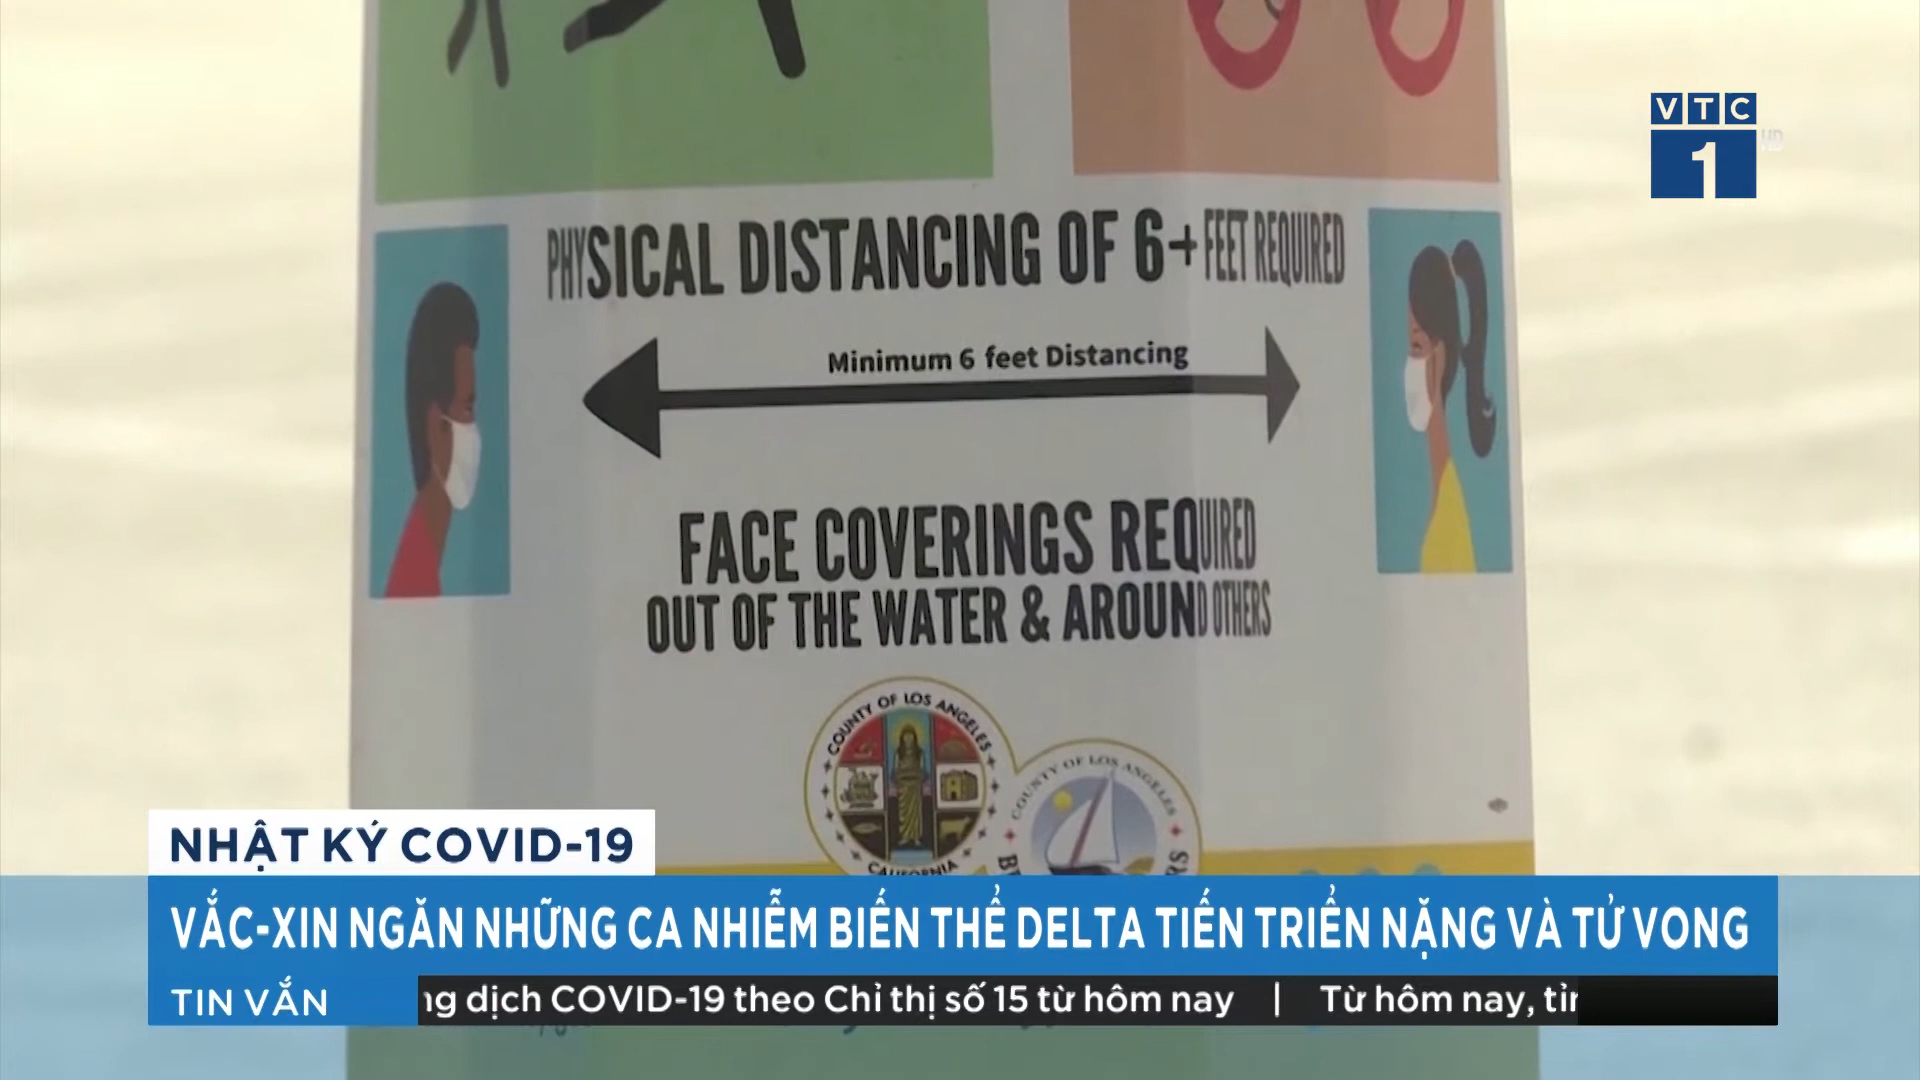 VTC
1
HD
PHYSICAL DISTANCING OF 6+ FEET REQUIRED
Minimum 6 feet Distancing
FACE COVERINGS REQUIRED
OUT OF THE WATER & AROUND OTHERS
COUNTY OF LOS ANGELES
CALIFORNIA
COUNTY OF LOS ANGELES
NHẬT KÝ COVID-19
VẮC-XIN NGĂN NHỮNG CA NHIỄM BIẾN THỂ DELTA TIẾN TRIỂN NẶNG VÀ TỬ VONG
TIN VẮN
dịch COVID-19 theo Chỉ thị số 15 từ hôm nay | Từ hôm nay,